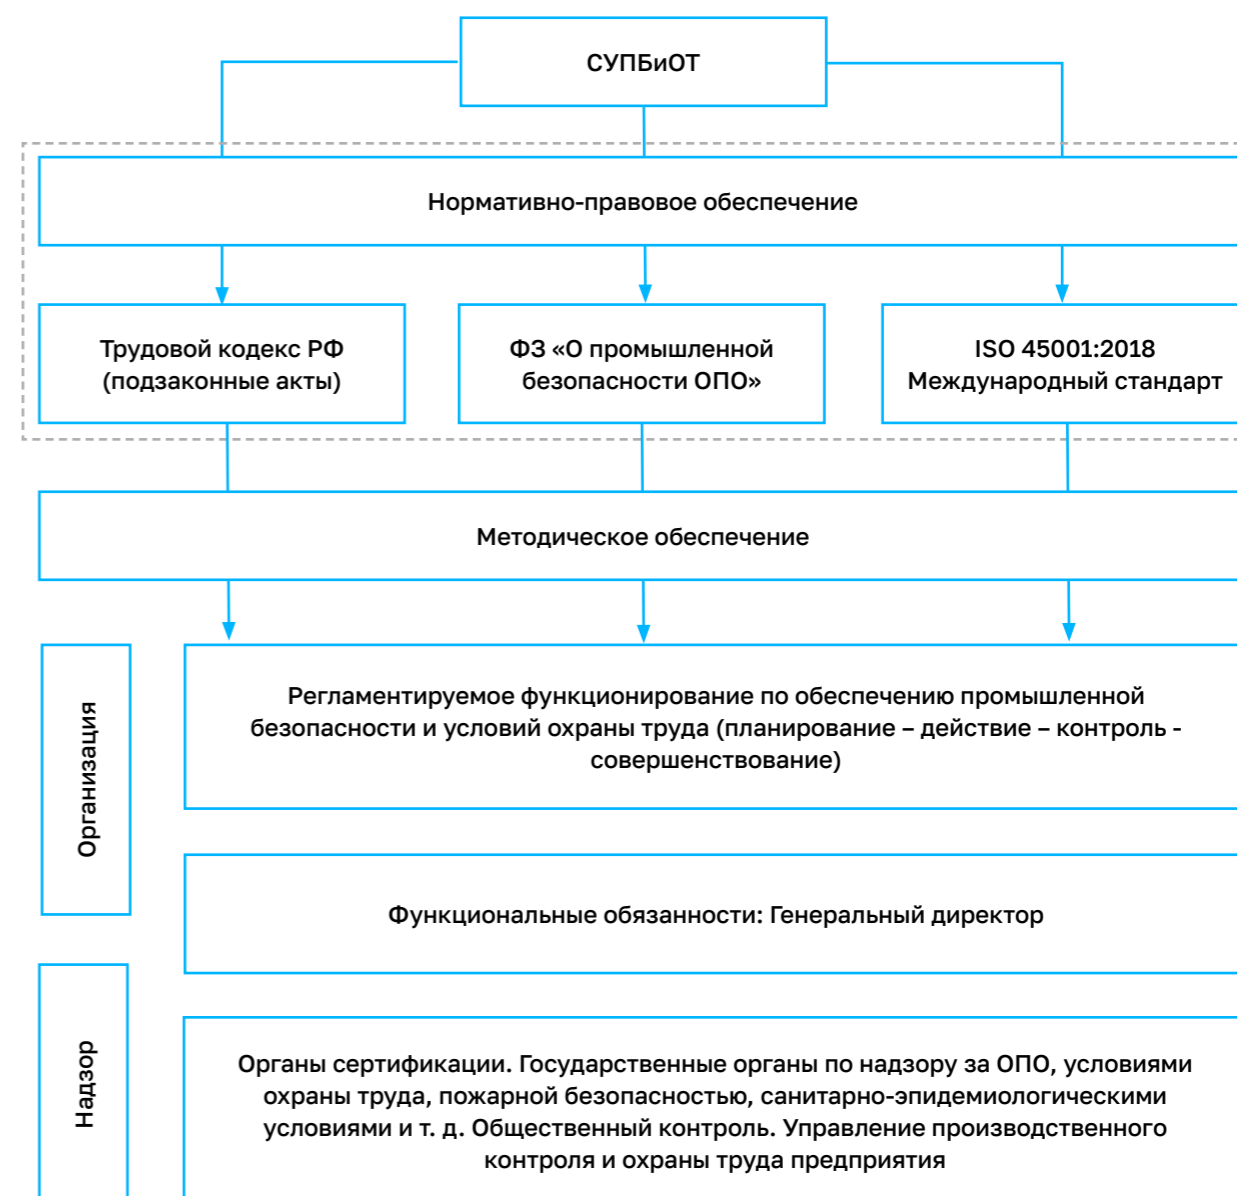 СУПБиОТ
Нормативно-правовое обеспечение
Трудовой кодекс РФ
(подзаконные акты)
ФЗ «О промышленной
безопасности ОПО»
ISO 45001:2018
Международный стандарт
Методическое обеспечение
Организация
Регламентируемое функционирование по обеспечению промышленной
безопасности и условий охраны труда (планирование – действие – контроль -
совершенствование)
Функциональные обязанности: Генеральный директор
Надзор
Органы сертификации. Государственные органы по надзору за ОПО, условиями
охраны труда, пожарной безопасностью, санитарно-эпидемиологическими
условиями и т. д. Общественный контроль. Управление производственного
контроля и охраны труда предприятия